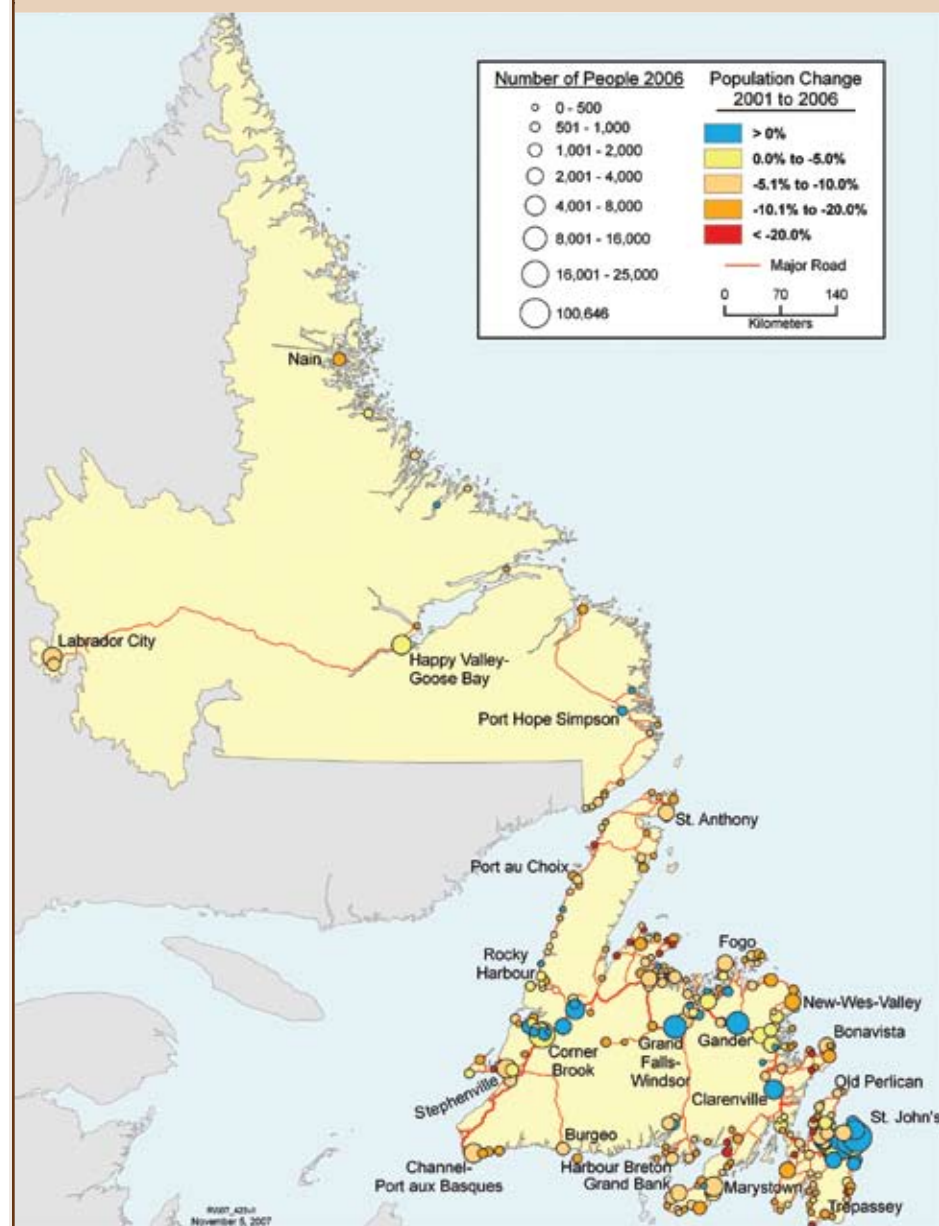 Number of People 2006
0 - 500
501 - 1,000
1,001 - 2,000
2,001 - 4,000
4,001 - 8,000
8,001 - 16,000
16,001 - 25,000
100,646
Population Change
2001 to 2006
> 0%
0.0% to -5.0%
-5.1% to -10.0%
-10.1% to -20.0%
< -20.0%
Major Road
0 70 140
Kilometers
Nain
Labrador City
Happy Valley-
Goose Bay
Port Hope Simpson
St. Anthony
Port au Choix
Rocky
Harbour
Fogo
New-Wes-Valley
Bonavista
Corner
Brook
Grand
Falls-
Windsor
Gander
Old Perlican
Stephenville
Clarenville
St. John's
Burgeo
Channel-
Port aux Basques
Harbour Breton
Grand Bank
Marystown
Trepassey
November 5, 2007